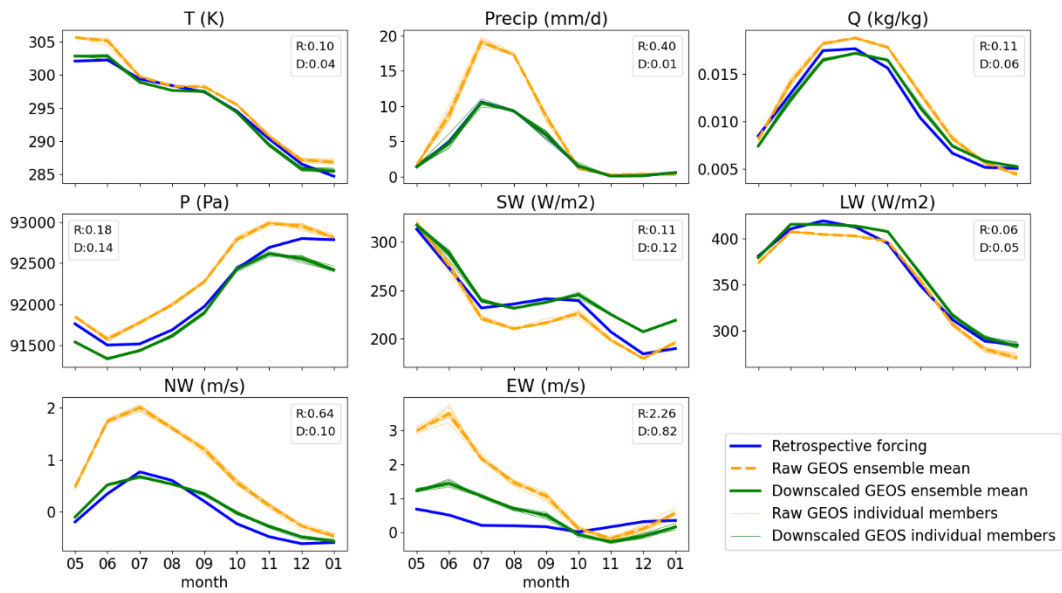 T (K)
Precip (mm/d)
Q (kg/kg)
305
300
295
290
285
R:0.10
D:0.04
20
15
10
5
0
R:0.40
D:0.01
0.015
0.010
0.005
R:0.11
D:0.06
P (Pa)
SW (W/m2)
LW (W/m2)
93000
92500
92000
91500
R:0.18
D:0.14
300
250
200
R:0.11
D:0.12
400
350
300
R:0.06
D:0.05
NW (m/s)
EW (m/s)
2
1
0
R:0.64
D:0.10
05 06 07 08 09 10 11 12 01
month
3
2
1
0
R:2.26
D:0.82
05 06 07 08 09 10 11 12 01
month
Retrospective forcing
Raw GEOS ensemble mean
Downscaled GEOS ensemble mean
Raw GEOS individual members
Downscaled GEOS individual members